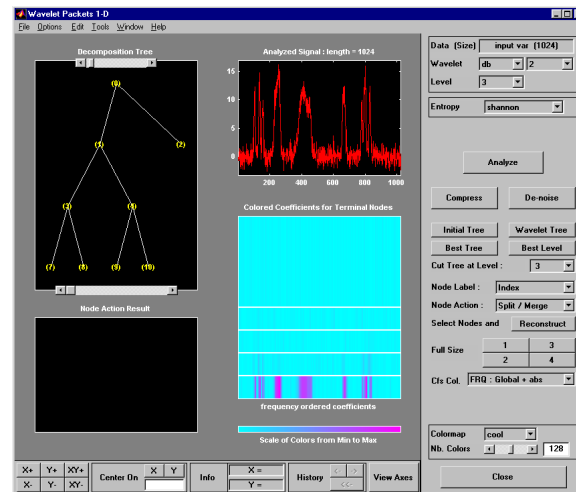 Wavelet Packets 1-D
File Options Edit Tools Window Help
Decomposition Tree
(0)
(1) (2)
(3) (4)
(7) (8) (9) (10)
Node Action Result
Analyzed Signal : length = 1024
15
10
5
0
200 400 600 800 1000
Colored Coefficients for Terminal Nodes
frequency ordered coefficients
Scale of Colors from Min to Max
Data (Size) input var (1024)
Wavelet db 2
Level 3
Entropy shannon
Analyze
Compress De-noise
Initial Tree Wavelet Tree
Best Tree Best Level
Cut Tree at Level : 3
Node Label : Index
Node Action : Split / Merge
Select Nodes and Reconstruct
Full Size 1 3
2 4
Cfs Col. FRQ : Global + abs
Colormap cool
Nb. Colors 128
Close
X+ Y+ XY+
X- Y- XY-
Center On X Y
Info X =
Y =
History < >
<<
View Axes